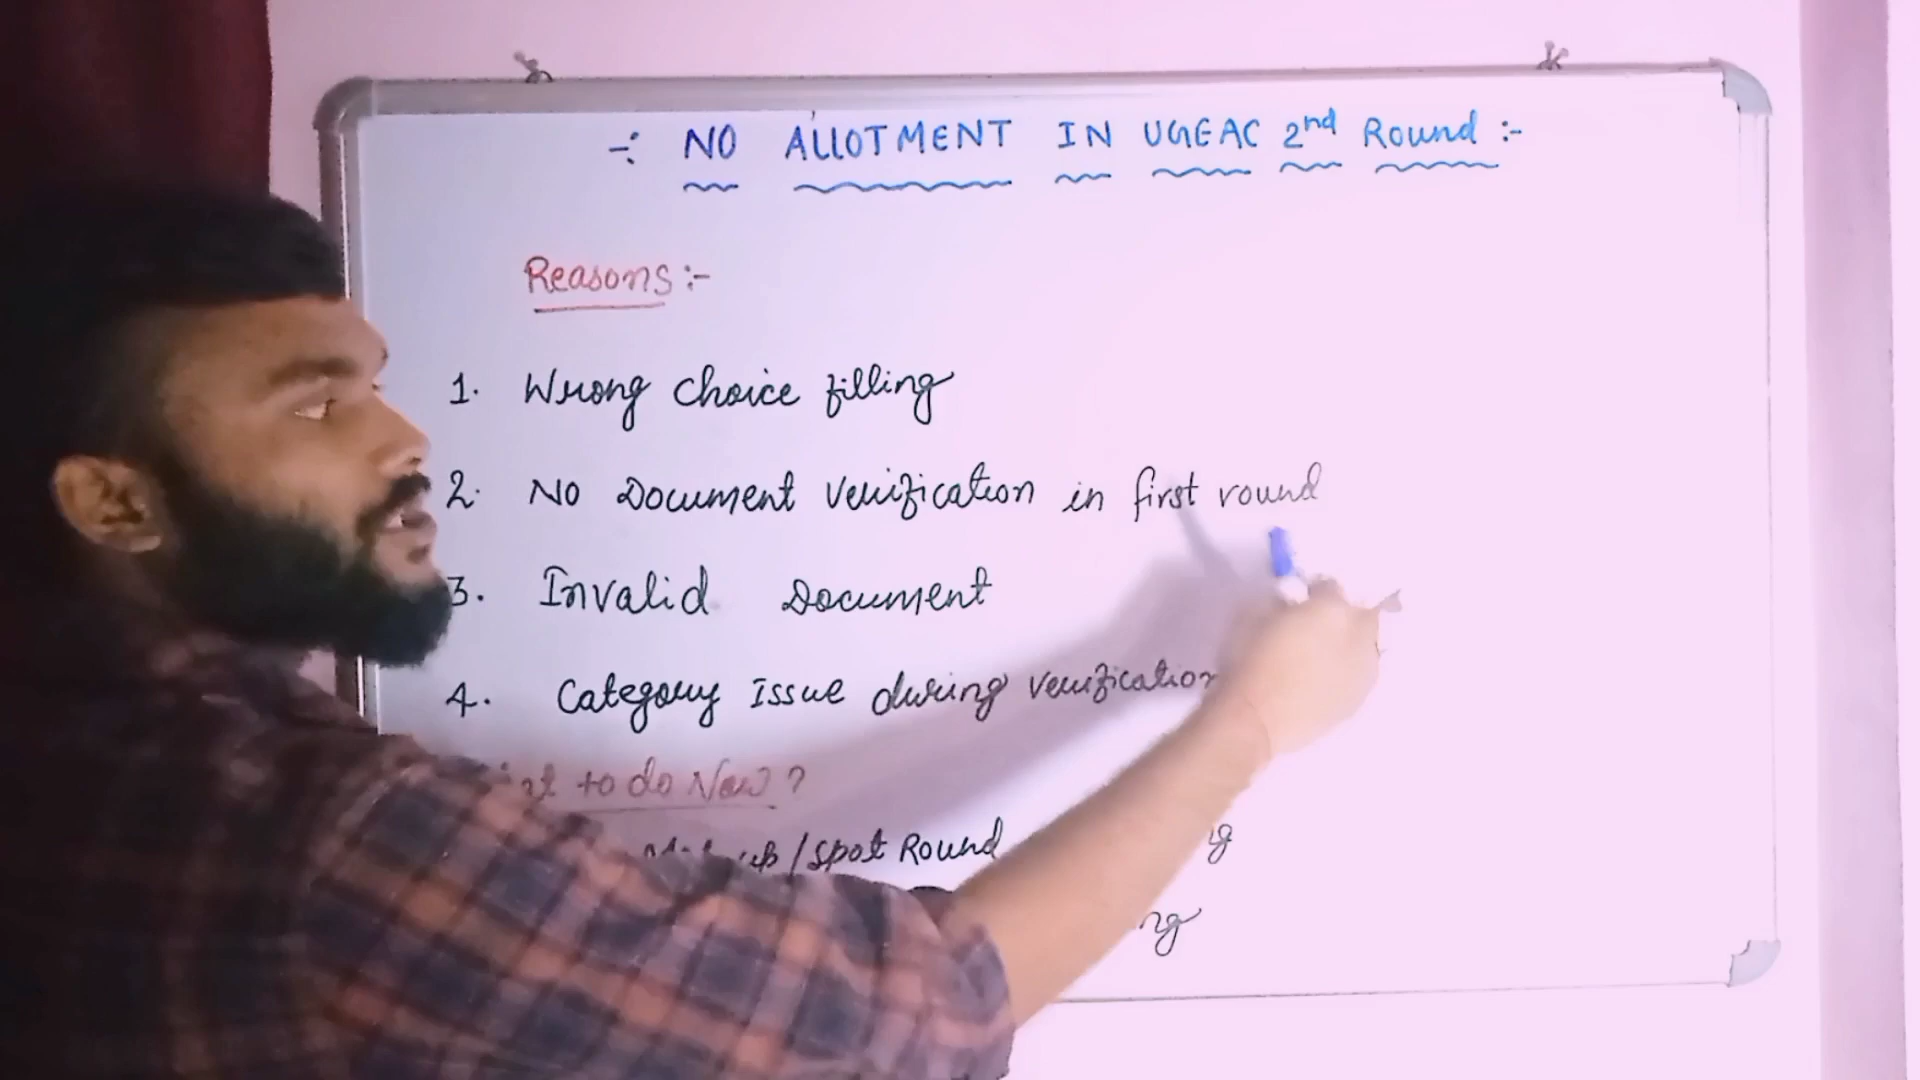 -: NO ALLOTMENT IN UGEAC 2nd Round :-
Reasons :-
1. Wrong choice filling
2. NO Document verification in first round
3. Invalid Document
4. Category Issue during verification
to do Now ?
/ Spot Round